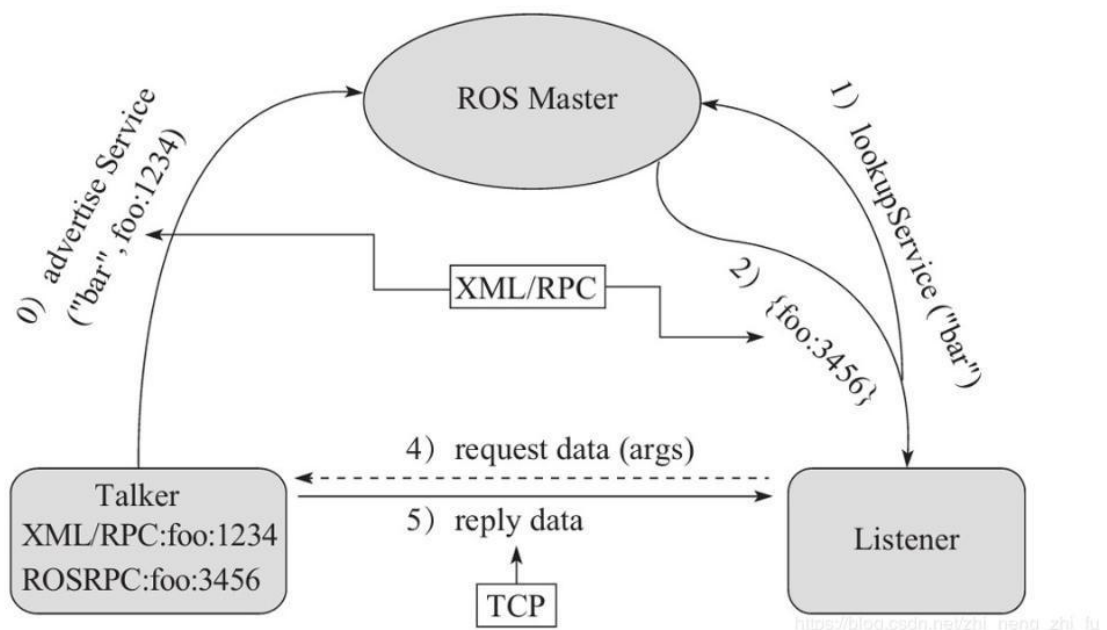 ROS Master
0) advertise Service
("bar",foo:1234)
1) lookupService ("bar")
XML/RPC
2) {foo:3456}
4) request data (args)
5) reply data
TCP
Talker
XML/RPC:foo:1234
ROSRPC:foo:3456
Listener
https://blog.csdn.net/zhi_neng_zhi_fu